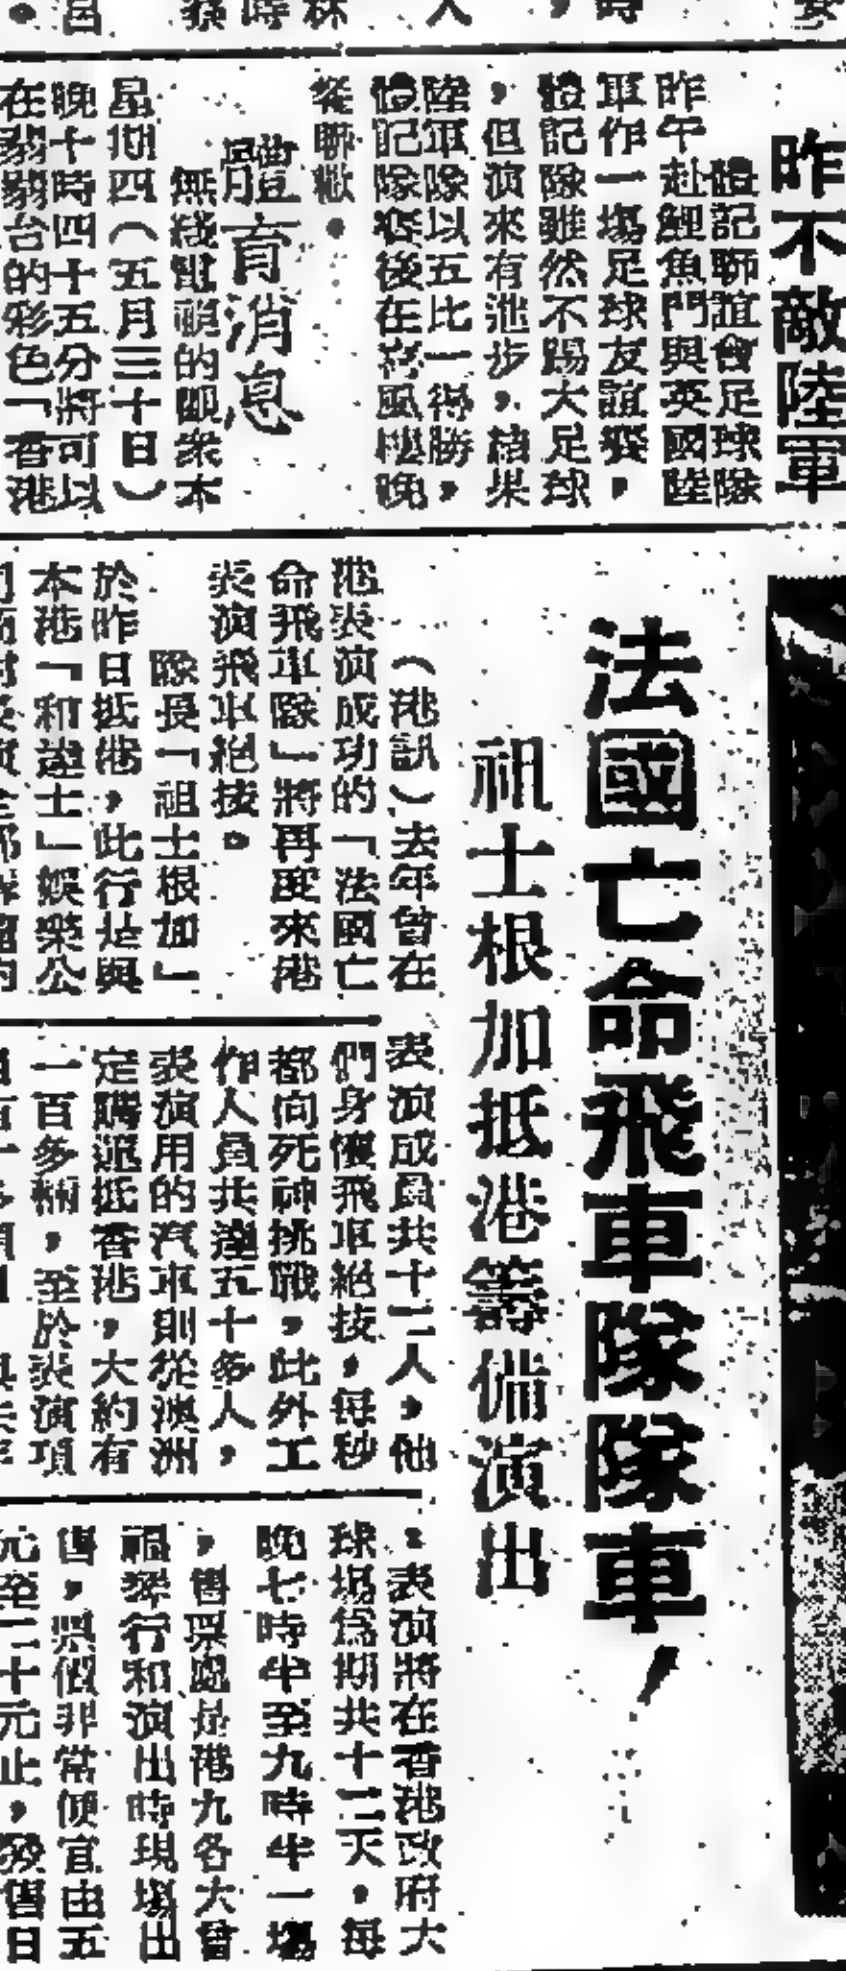 昨不敵陸軍
體記聯誼會足球隊
昨午赴鯉魚門與英國陸
軍作一場足球友誼賽，
體記隊雖然不踢大足球
，但演來有進步，結果
陸軍隊以五比一得勝，
體記隊賽後在喜風樓晚
餐聯歡。
體育消息
無綫電視的觀衆本
星期四（五月三十日）
晚十時四十五分將可以
在翡翠台的彩色「香港
法國亡命飛車隊隊車！
祖士根加抵港籌備演出
（港訊）去年曾在
港表演成功的「法國亡
命飛車隊」將再度來港
表演飛車絕技。
隊長「祖士根加」
於昨日抵港，此行是與
本港「和達士」娛樂公
表演成員共十二人，他
們身懷飛車絕技，每秒
都向死神挑戰，此外工
作人員共達五十多人，
表演用的汽車則從澳洲
定購運抵香港，大約有
一百多輛，至於表演項
：表演將在香港政府大
球場爲期共十二天，每
晚七時半至九時半一場
，售票處是港九各大曾
福琴行和演出時現場出
售，票價非常便宜由五
元至二十元止，發售日